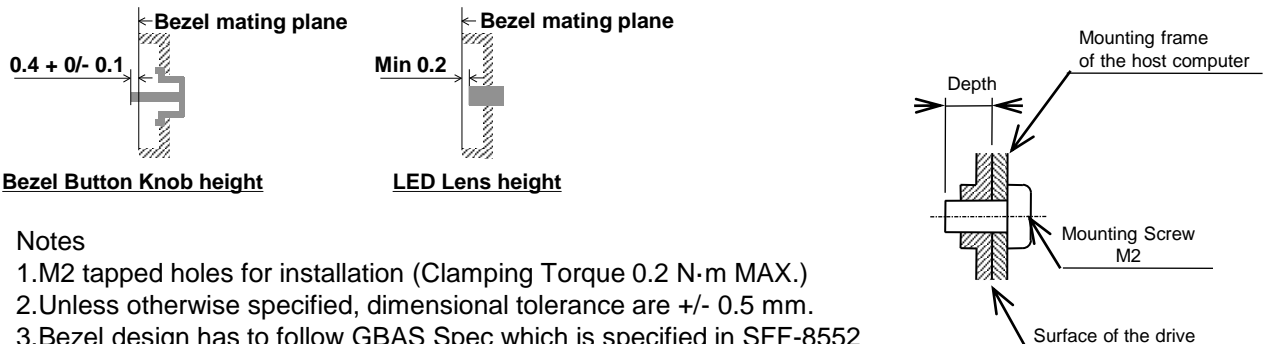 Bezel mating plane
0.4 + 0/- 0.1
Bezel Button Knob height
Bezel mating plane
Min 0.2
LED Lens height
Mounting frame
of the host computer
Depth
Mounting Screw
M2
Surface of the drive
Notes
1.M2 tapped holes for installation (Clamping Torque 0.2 N·m MAX.)
2.Unless otherwise specified, dimensional tolerance are +/- 0.5 mm.
3.Bezel design has to follow GBAS Spec which is specified in SFF-8552